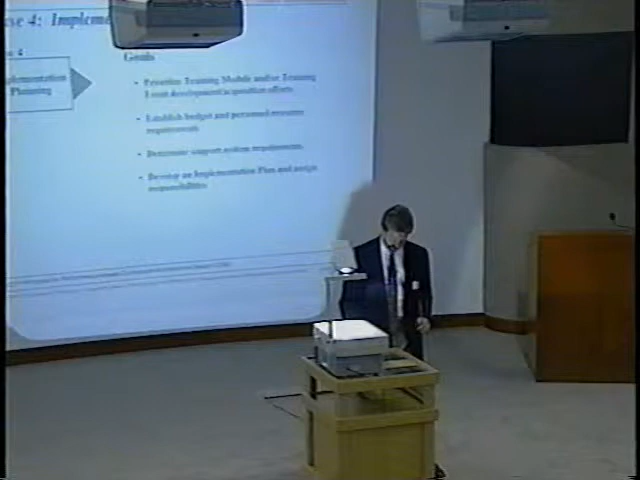 se 4: Impleme
e 4
plementation
Planning
Goals
• Prioritize Training Module and/or Training
Event development/acquisition efforts
• Establish budget and personnel resource
requirements
• Determine support system requirements
• Develop an Implementation Plan and assign
responsibilities